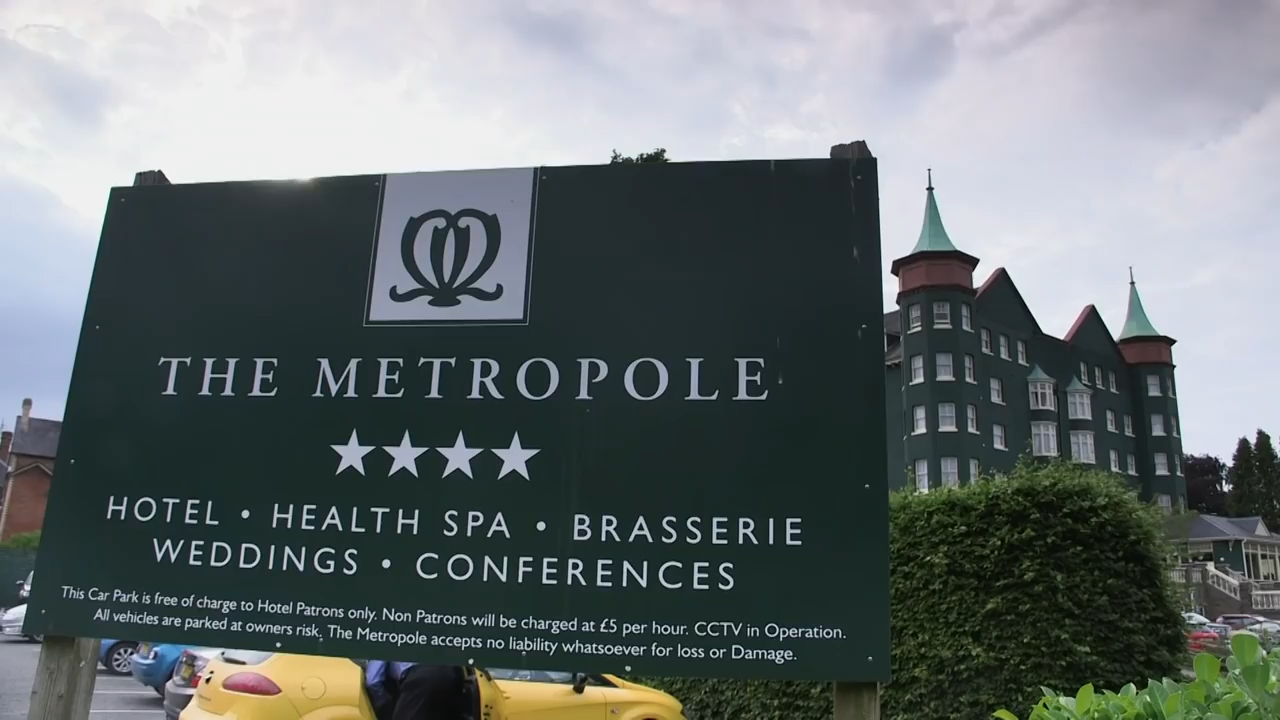 THE METROPOLE
HOTEL • HEALTH SPA • BRASSERIE
WEDDINGS • CONFERENCES
This Car Park is free of charge to Hotel Patrons only. Non Patrons will be charged at £5 per hour. CCTV in Operation.
All vehicles are parked at owners risk. The Metropole accepts no liability whatsoever for loss or Damage.